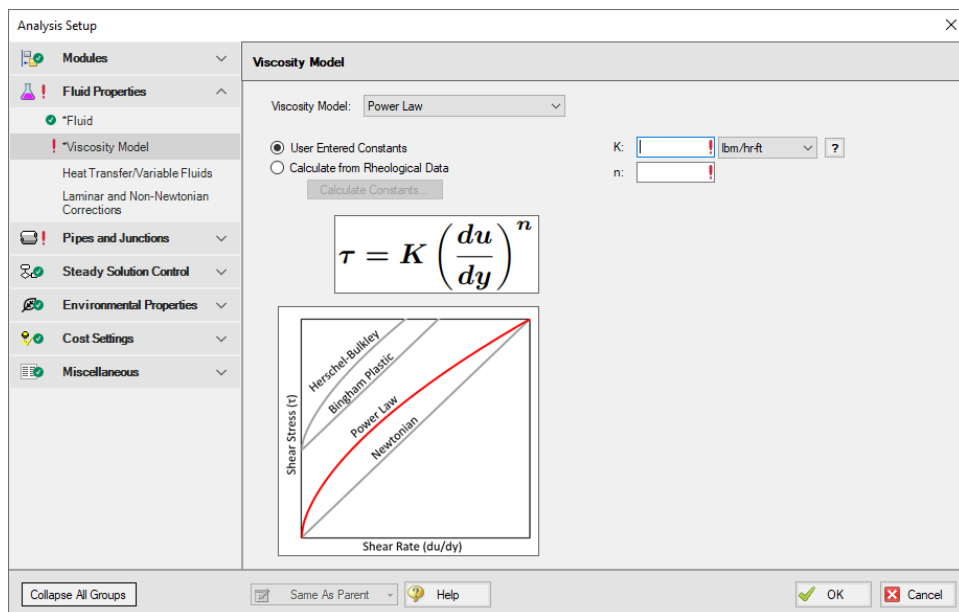 Analysis Setup
Modules
Fluid Properties
*Fluid
*Viscosity Model
Heat Transfer/Variable Fluids
Laminar and Non-Newtonian
Corrections
Pipes and Junctions
Steady Solution Control
Environmental Properties
Cost Settings
Miscellaneous
Collapse All Groups
Viscosity Model
Viscosity Model: Power Law
User Entered Constants
Calculate from Rheological Data
Calculate Constants...
K: ! lbm/hr-ft ?
n: !
τ = K (du/dy)^n
Herschel-Bulkley
Bingham Plastic
Power Law
Newtonian
Shear Stress (τ)
Shear Rate (du/dy)
Same As Parent
Help
OK
Cancel